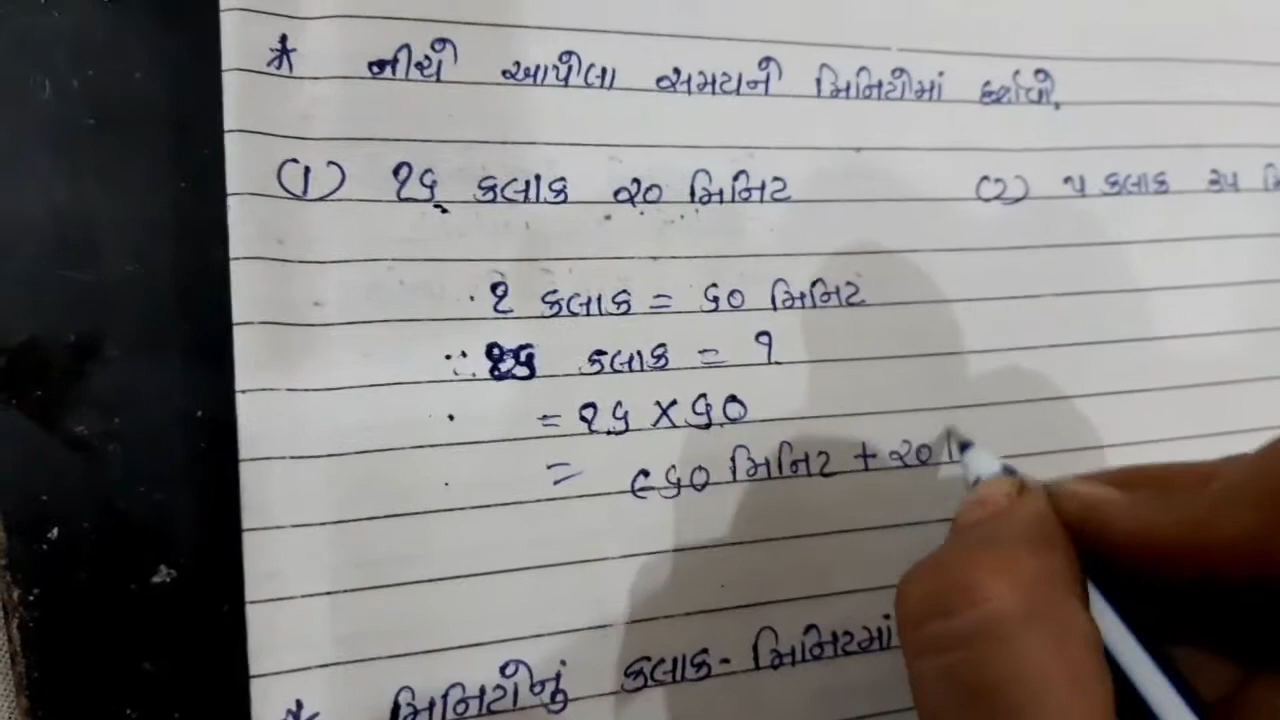 * નીચે આપેલા સમયને મિનિટોમાં દર્શાવો.
(1) ૧૬ કલાક ૨૦ મિનિટ (2) ૫ કલાક ૩૫ મિ
૧ કલાક = ૬૦ મિનિટ
∴ ૧૬ કલાક = ?
= ૧૬ × ૬૦
= ૯૬૦ મિનિટ + ૨૦
* મિનિટોનું કલાક - મિનિટમાં